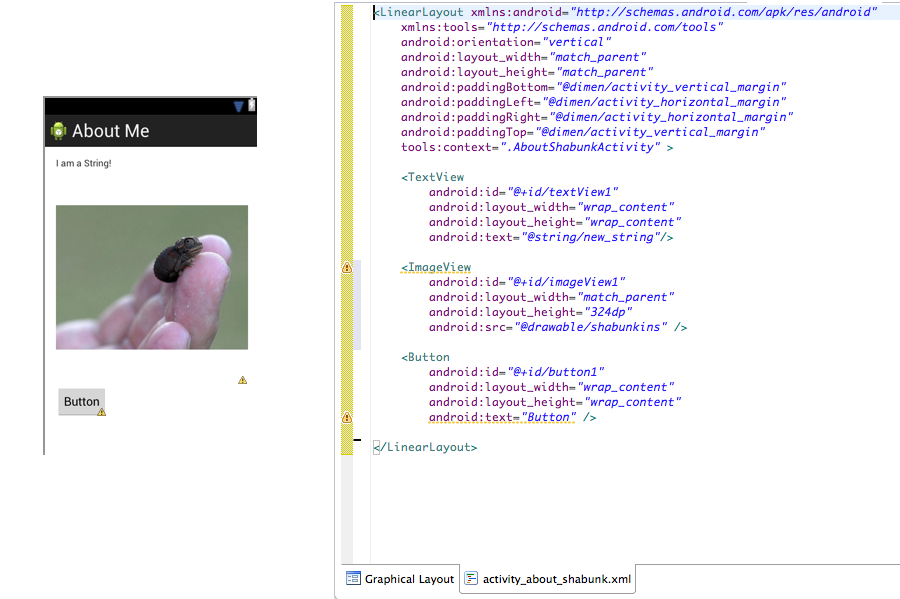 About Me
I am a String!
Button
<LinearLayout xmlns:android="http://schemas.android.com/apk/res/android"
xmlns:tools="http://schemas.android.com/tools"
android:orientation="vertical"
android:layout_width="match_parent"
android:layout_height="match_parent"
android:paddingBottom="@dimen/activity_vertical_margin"
android:paddingLeft="@dimen/activity_horizontal_margin"
android:paddingRight="@dimen/activity_horizontal_margin"
android:paddingTop="@dimen/activity_vertical_margin"
tools:context=".AboutShabunkActivity" >
<TextView
android:id="@+id/textView1"
android:layout_width="wrap_content"
android:layout_height="wrap_content"
android:text="@string/new_string"/>
<ImageView
android:id="@+id/imageView1"
android:layout_width="match_parent"
android:layout_height="324dp"
android:src="@drawable/shabunkins" />
<Button
android:id="@+id/button1"
android:layout_width="wrap_content"
android:layout_height="wrap_content"
android:text="Button" />
</LinearLayout>
Graphical Layout
activity_about_shabunk.xml